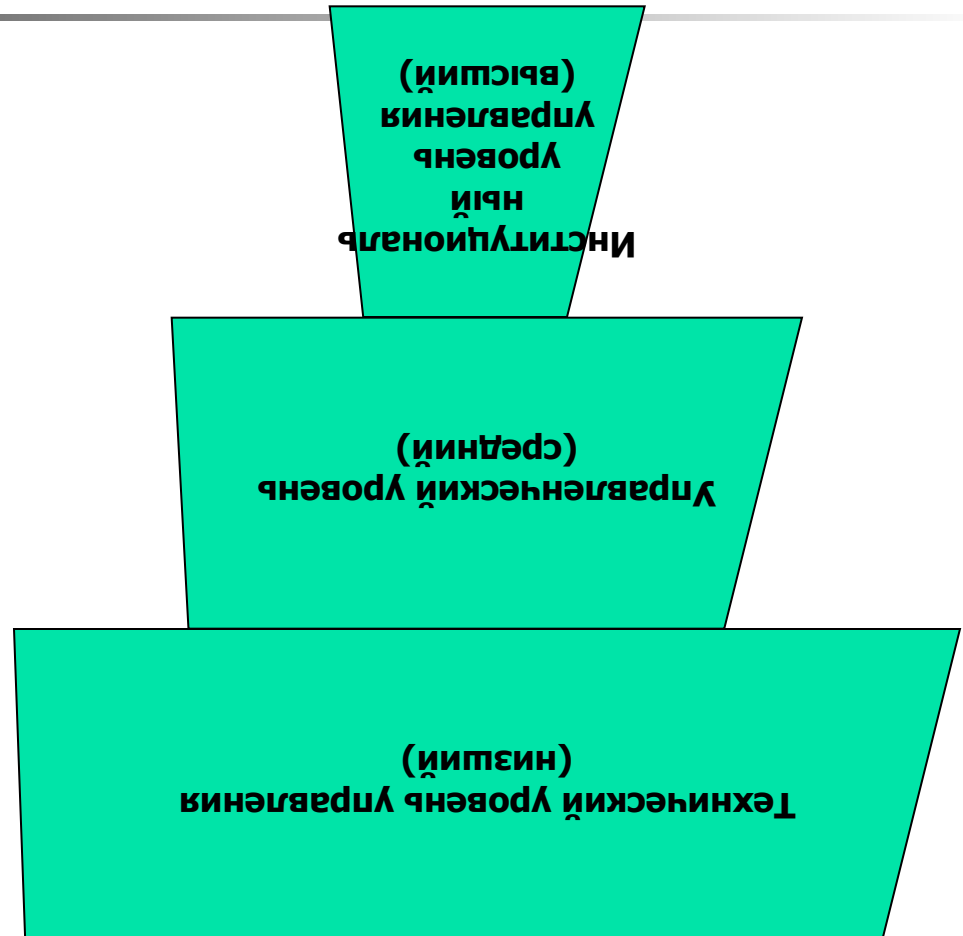 Технический уровень управления
(низший)
Управленческий уровень
(средний)
Институциональ
ный
уровень
управления
(высший)